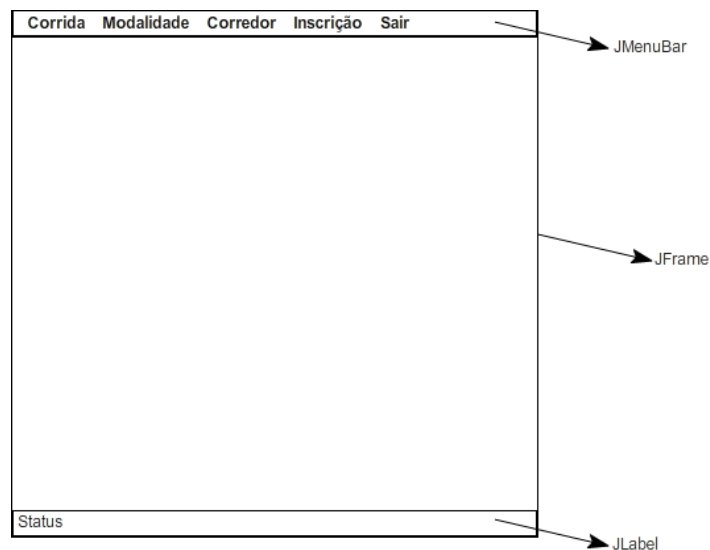 Corrida Modalidade Corredor Inscrição Sair
JMenuBar
JFrame
Status
JLabel